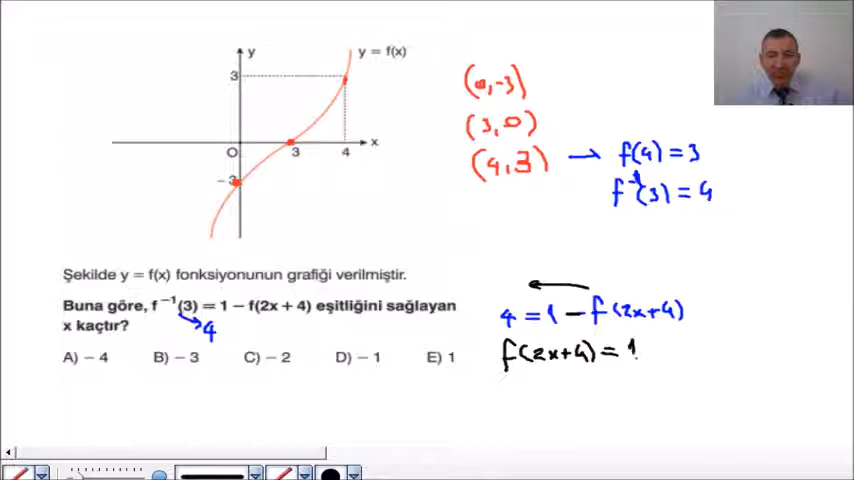 y
y = f(x)
3
x
O
3
4
−3
(0,-3)
(3,0)
(4,3) → f(4) = 3
f⁻¹(3) = 4
Şekilde y = f(x) fonksiyonunun grafiği verilmiştir.
Buna göre, f⁻¹(3) = 1 − f(2x + 4) eşitliğini sağlayan
x kaçtır?
4
A) − 4 B) − 3 C) − 2 D) − 1 E) 1
4 = 1 − f(2x+4)
f(2x+4) = 1